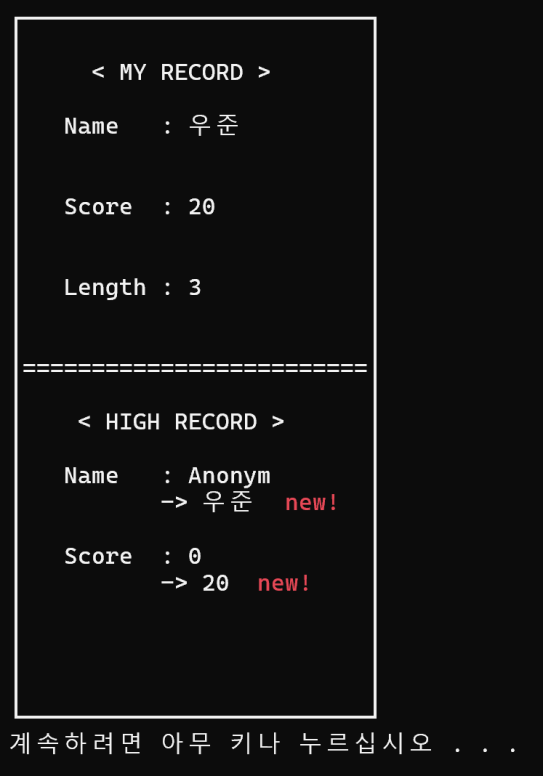 < MY RECORD >
Name : 우준
Score : 20
Length : 3
=========================
< HIGH RECORD >
Name : Anonym
-> 우준 new!
Score : 0
-> 20 new!
계속하려면 아무 키나 누르십시오 . . .